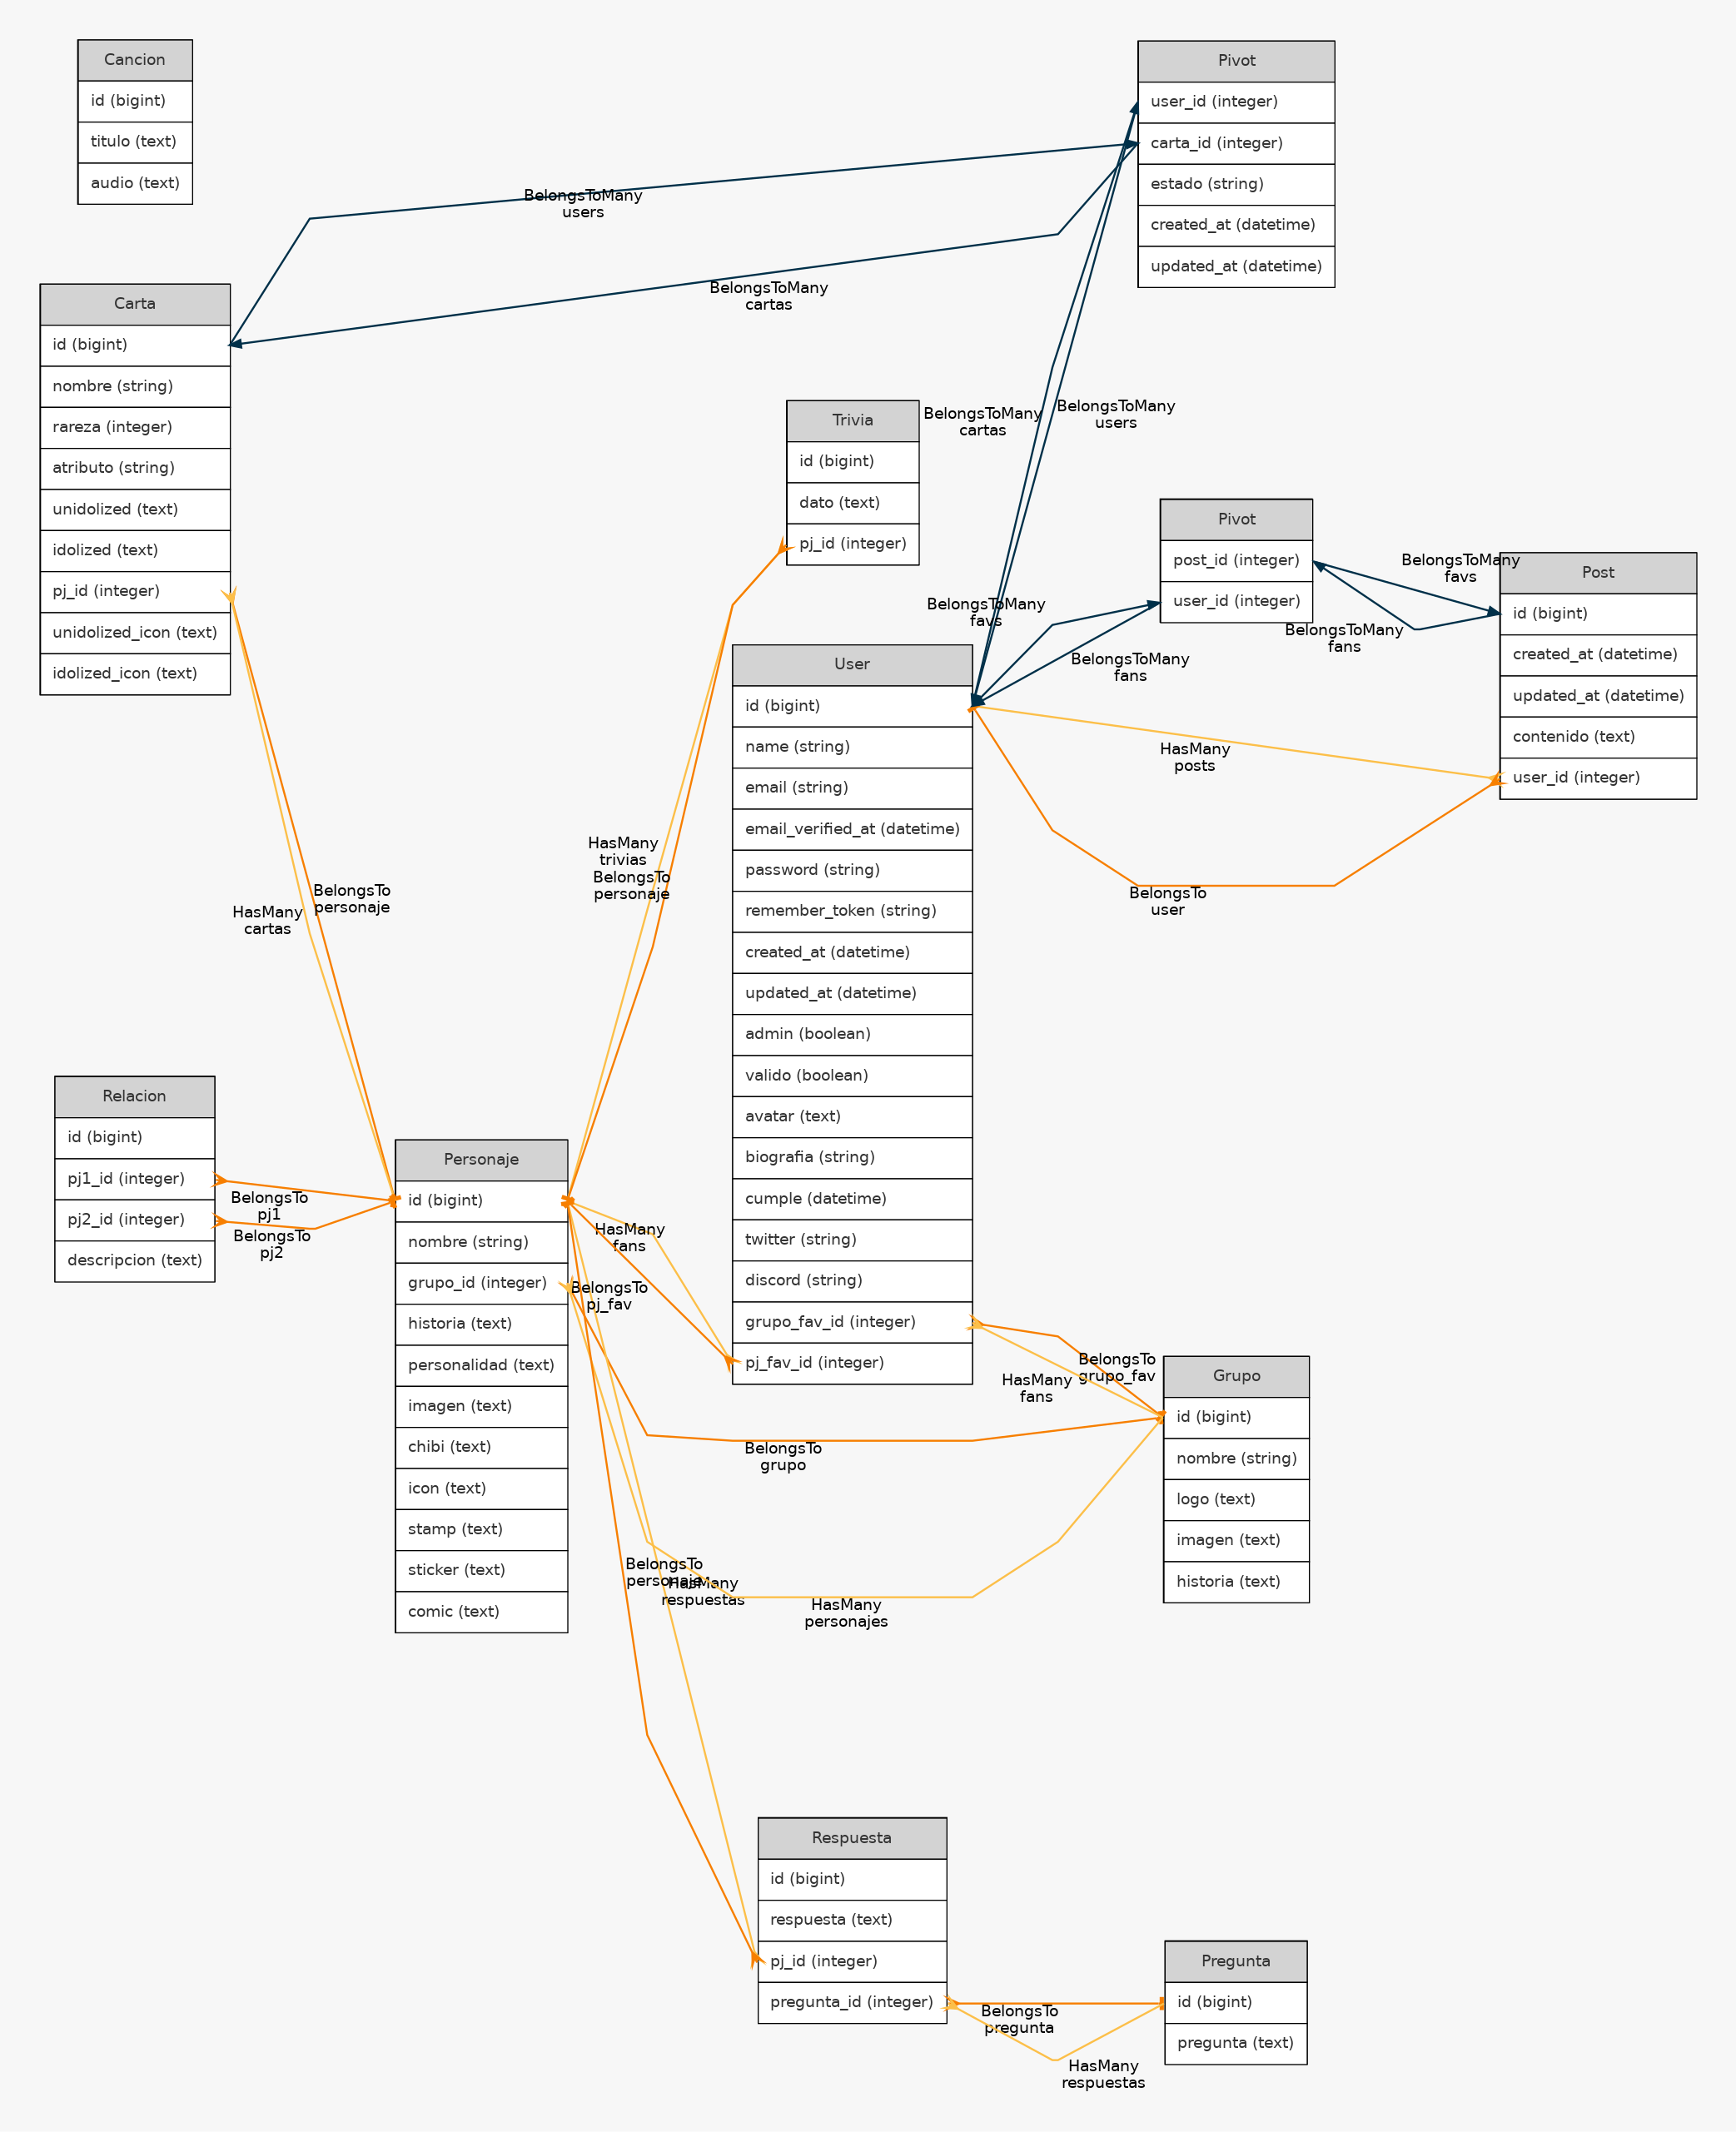 Cancion
id (bigint)
titulo (text)
audio (text)
Pivot
user_id (integer)
carta_id (integer)
estado (string)
created_at (datetime)
updated_at (datetime)
BelongsToMany
users
BelongsToMany
cartas
Carta
id (bigint)
nombre (string)
rareza (integer)
atributo (string)
unidolized (text)
idolized (text)
pj_id (integer)
unidolized_icon (text)
idolized_icon (text)
Trivia
id (bigint)
dato (text)
pj_id (integer)
BelongsToMany
cartas
BelongsToMany
users
Pivot
post_id (integer)
user_id (integer)
BelongsToMany
favs
BelongsToMany
fans
Post
id (bigint)
created_at (datetime)
updated_at (datetime)
contenido (text)
user_id (integer)
BelongsToMany
favs
BelongsToMany
fans
HasMany
posts
BelongsTo
user
User
id (bigint)
name (string)
email (string)
email_verified_at (datetime)
password (string)
remember_token (string)
created_at (datetime)
updated_at (datetime)
admin (boolean)
valido (boolean)
avatar (text)
biografia (string)
cumple (datetime)
twitter (string)
discord (string)
grupo_fav_id (integer)
pj_fav_id (integer)
HasMany
trivias
BelongsTo
personaje
HasMany
cartas
BelongsTo
personaje
Relacion
id (bigint)
pj1_id (integer)
pj2_id (integer)
descripcion (text)
BelongsTo
pj1
BelongsTo
pj2
Personaje
id (bigint)
nombre (string)
grupo_id (integer)
historia (text)
personalidad (text)
imagen (text)
chibi (text)
icon (text)
stamp (text)
sticker (text)
comic (text)
HasMany
fans
BelongsTo
pj_fav
BelongsTo
grupo_fav
HasMany
fans
Grupo
id (bigint)
nombre (string)
logo (text)
imagen (text)
historia (text)
BelongsTo
grupo
BelongsTo
personaje
HasMany
respuestas
HasMany
personajes
Respuesta
id (bigint)
respuesta (text)
pj_id (integer)
pregunta_id (integer)
BelongsTo
pregunta
HasMany
respuestas
Pregunta
id (bigint)
pregunta (text)